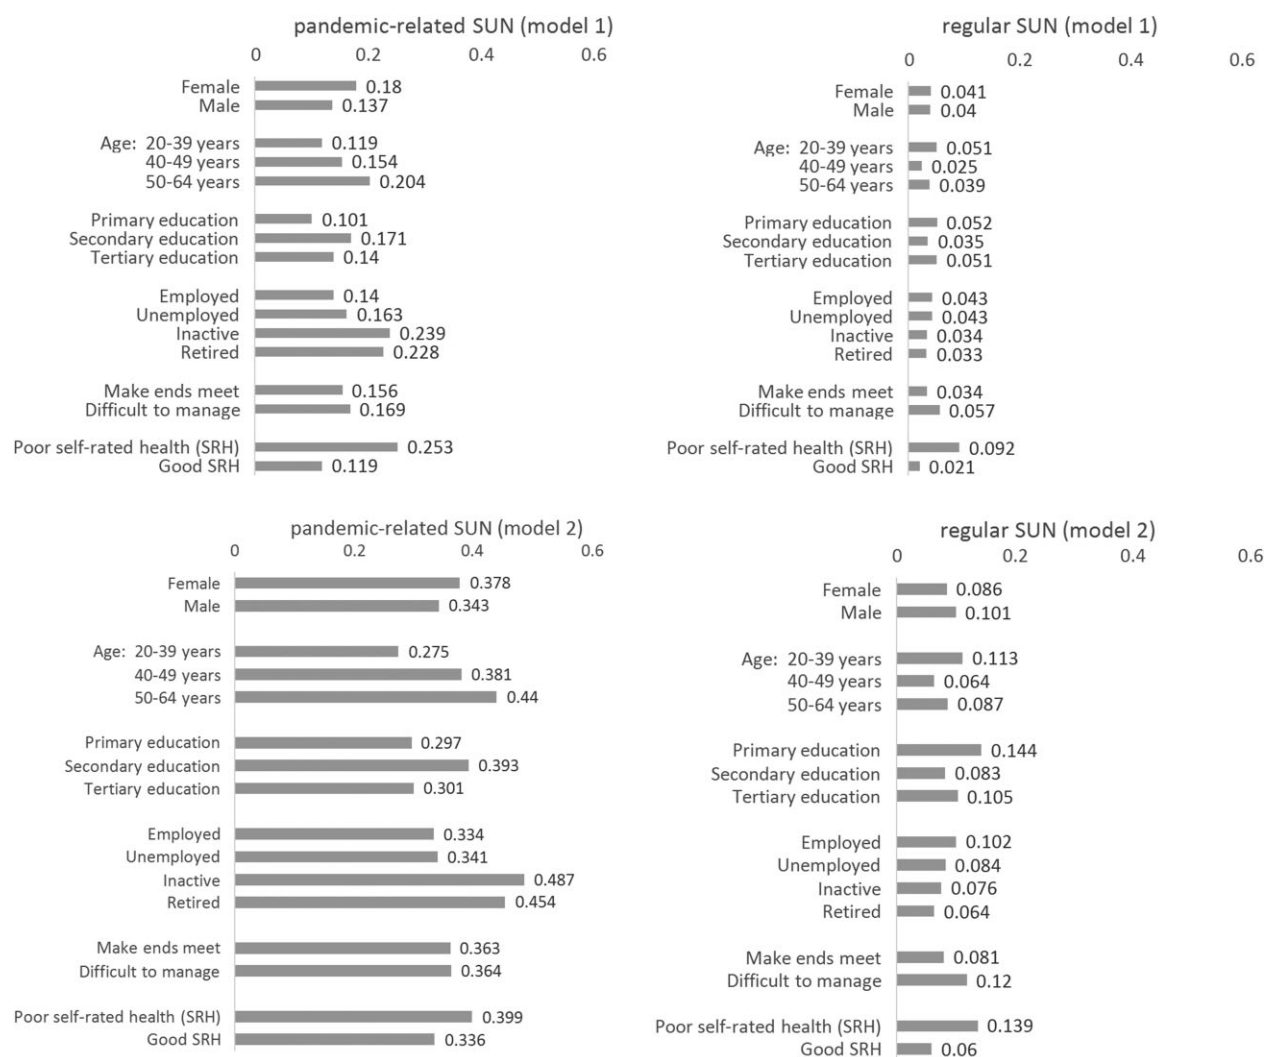 pandemic-related SUN (model 1)
0 0.2 0.4 0.6
Female 0.18
Male 0.137
Age: 20-39 years 0.119
40-49 years 0.154
50-64 years 0.204
Primary education 0.101
Secondary education 0.171
Tertiary education 0.14
Employed 0.14
Unemployed 0.163
Inactive 0.239
Retired 0.228
Make ends meet 0.156
Difficult to manage 0.169
Poor self-rated health (SRH) 0.253
Good SRH 0.119
regular SUN (model 1)
0 0.2 0.4 0.6
Female 0.041
Male 0.04
Age: 20-39 years 0.051
40-49 years 0.025
50-64 years 0.039
Primary education 0.052
Secondary education 0.035
Tertiary education 0.051
Employed 0.043
Unemployed 0.043
Inactive 0.034
Retired 0.033
Make ends meet 0.034
Difficult to manage 0.057
Poor self-rated health (SRH) 0.092
Good SRH 0.021
pandemic-related SUN (model 2)
0 0.2 0.4 0.6
Female 0.378
Male 0.343
Age: 20-39 years 0.275
40-49 years 0.381
50-64 years 0.44
Primary education 0.297
Secondary education 0.393
Tertiary education 0.301
Employed 0.334
Unemployed 0.341
Inactive 0.487
Retired 0.454
Make ends meet 0.363
Difficult to manage 0.364
Poor self-rated health (SRH) 0.399
Good SRH 0.336
regular SUN (model 2)
0 0.2 0.4 0.6
Female 0.086
Male 0.101
Age: 20-39 years 0.113
40-49 years 0.064
50-64 years 0.087
Primary education 0.144
Secondary education 0.083
Tertiary education 0.105
Employed 0.102
Unemployed 0.084
Inactive 0.076
Retired 0.064
Make ends meet 0.081
Difficult to manage 0.12
Poor self-rated health (SRH) 0.139
Good SRH 0.06